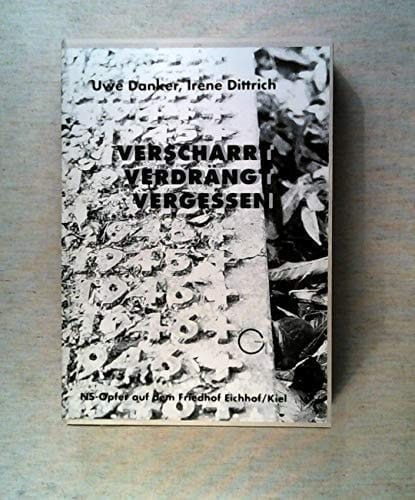 Uwe Danker, Irene Dittrich
VERSCHARRT
VERDRÄNGT
VERGESSEN
NS-Opfer auf dem Friedhof Eichhof/Kiel